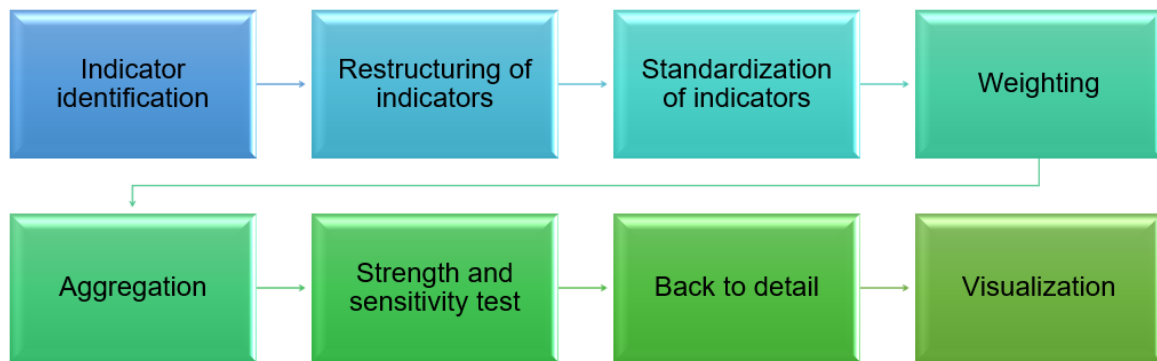 Indicator
identification
Restructuring of
indicators
Standardization
of indicators
Weighting
Aggregation
Strength and
sensitivity test
Back to detail
Visualization